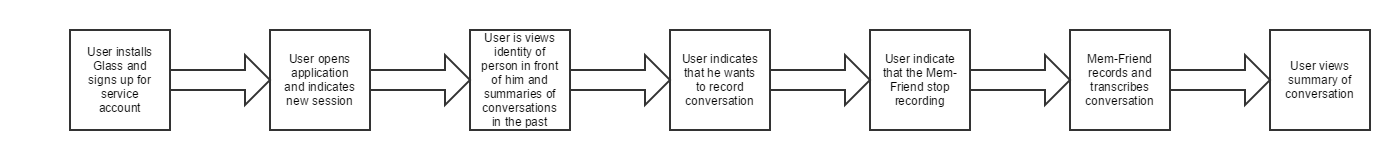 User installs
Glass and
signs up for
service
account
User opens
application
and indicates
new session
User is views
identity of
person in front
of him and
summaries of
conversations
in the past
User indicates
that he wants
to record
conversation
User indicate
that the Mem-
Friend stop
recording
Mem-Friend
records and
transcribes
conversation
User views
summary of
conversation